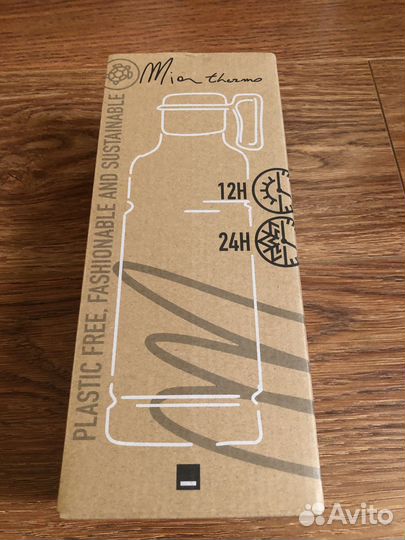 Mia thermo
PLASTIC FREE, FASHIONABLE AND SUSTAINABLE
12H
24H
Avito